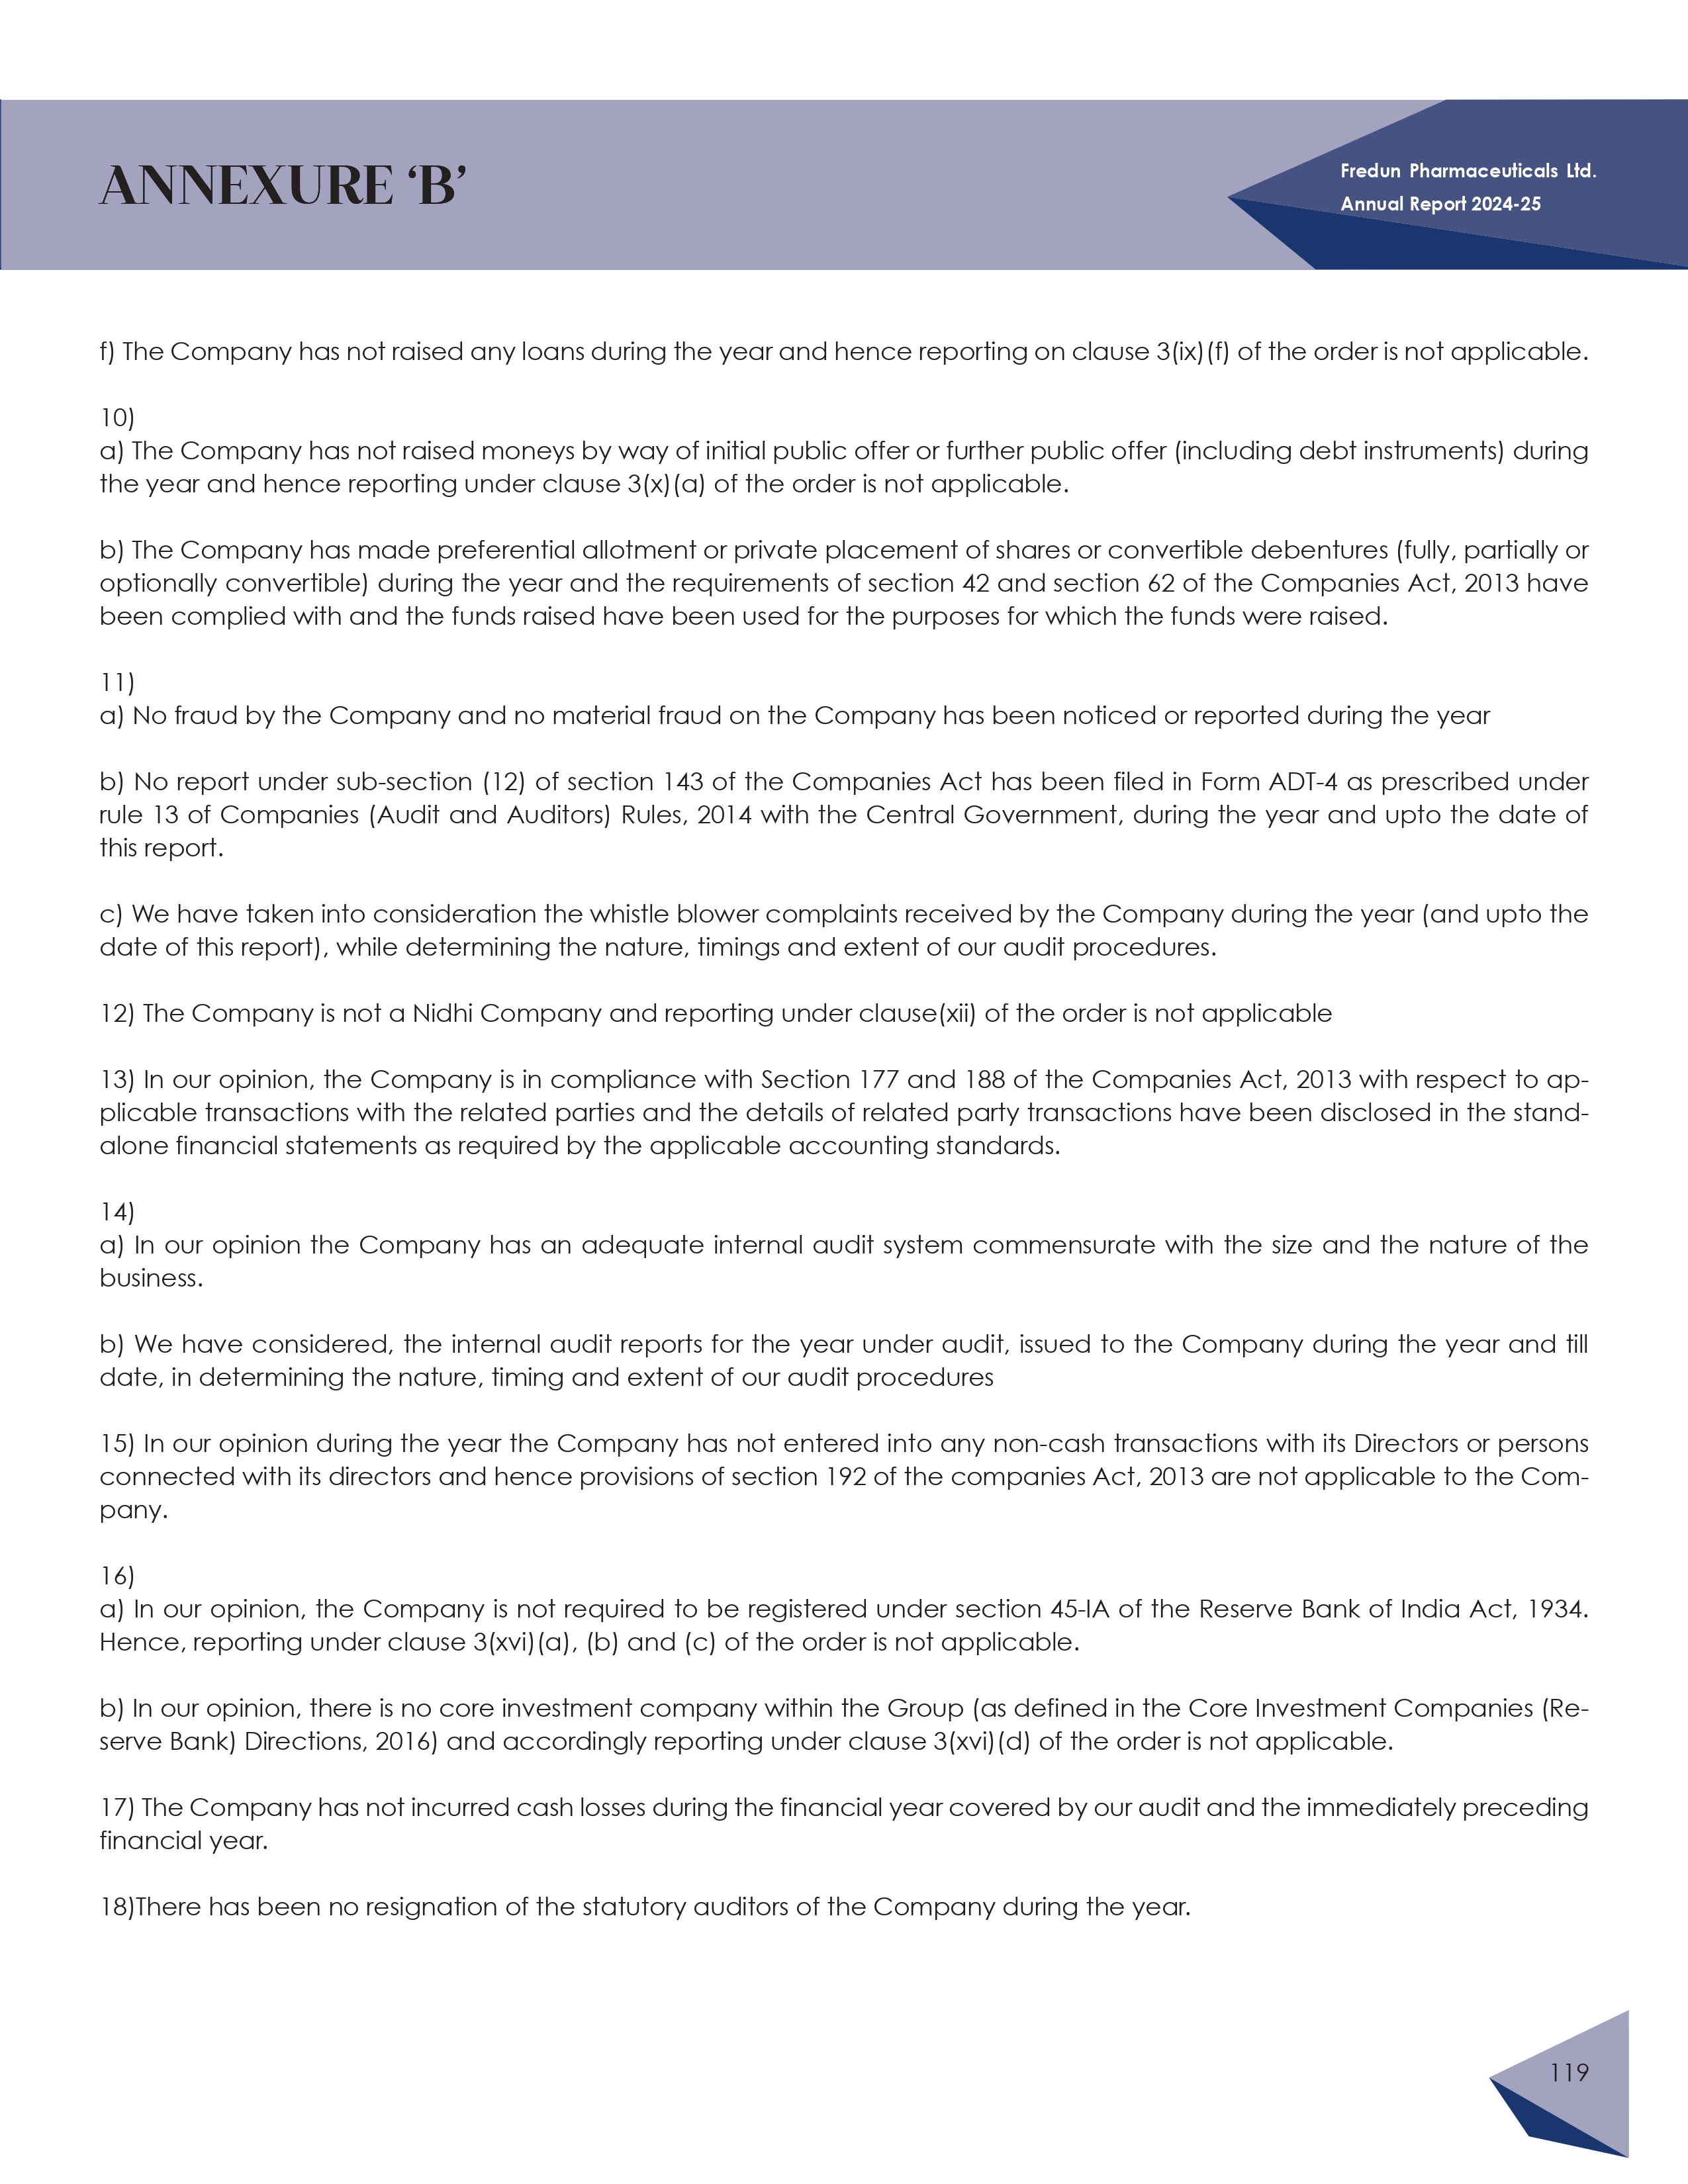 ANNEXURE ‘B’
Fredun Pharmaceuticals Ltd.
Annual Report 2024-25
f) The Company has not raised any loans during the year and hence reporting on clause 3(ix)(f) of the order is not applicable.
10)
a) The Company has not raised moneys by way of initial public offer or further public offer (including debt instruments) during
the year and hence reporting under clause 3(x)(a) of the order is not applicable.
b) The Company has made preferential allotment or private placement of shares or convertible debentures (fully, partially or
optionally convertible) during the year and the requirements of section 42 and section 62 of the Companies Act, 2013 have
been complied with and the funds raised have been used for the purposes for which the funds were raised.
11)
a) No fraud by the Company and no material fraud on the Company has been noticed or reported during the year
b) No report under sub-section (12) of section 143 of the Companies Act has been filed in Form ADT-4 as prescribed under
rule 13 of Companies (Audit and Auditors) Rules, 2014 with the Central Government, during the year and upto the date of
this report.
c) We have taken into consideration the whistle blower complaints received by the Company during the year (and upto the
date of this report), while determining the nature, timings and extent of our audit procedures.
12) The Company is not a Nidhi Company and reporting under clause(xii) of the order is not applicable
13) In our opinion, the Company is in compliance with Section 177 and 188 of the Companies Act, 2013 with respect to ap-
plicable transactions with the related parties and the details of related party transactions have been disclosed in the stand-
alone financial statements as required by the applicable accounting standards.
14)
a) In our opinion the Company has an adequate internal audit system commensurate with the size and the nature of the
business.
b) We have considered, the internal audit reports for the year under audit, issued to the Company during the year and till
date, in determining the nature, timing and extent of our audit procedures
15) In our opinion during the year the Company has not entered into any non-cash transactions with its Directors or persons
connected with its directors and hence provisions of section 192 of the companies Act, 2013 are not applicable to the Com-
pany.
16)
a) In our opinion, the Company is not required to be registered under section 45-IA of the Reserve Bank of India Act, 1934.
Hence, reporting under clause 3(xvi)(a), (b) and (c) of the order is not applicable.
b) In our opinion, there is no core investment company within the Group (as defined in the Core Investment Companies (Re-
serve Bank) Directions, 2016) and accordingly reporting under clause 3(xvi)(d) of the order is not applicable.
17) The Company has not incurred cash losses during the financial year covered by our audit and the immediately preceding
financial year.
18)There has been no resignation of the statutory auditors of the Company during the year.
119